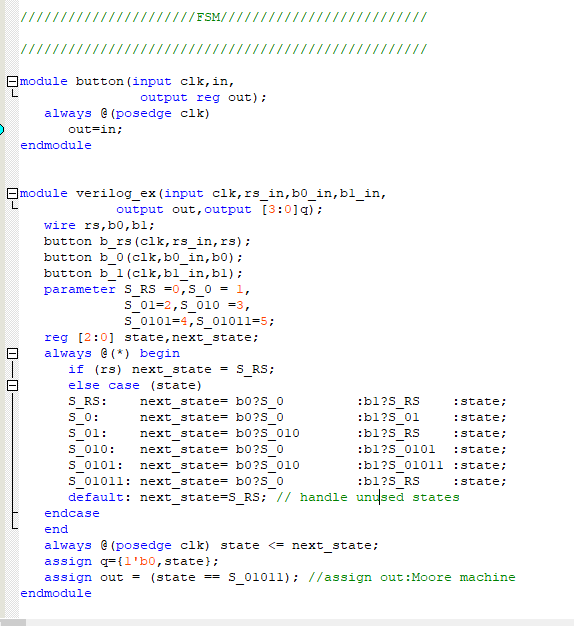 //////////////////////FSM//////////////////////////
///////////////////////////////////////////////////
module button(input clk,in,
output reg out);
always @(posedge clk)
out=in;
endmodule
module verilog_ex(input clk,rs_in,b0_in,b1_in,
output out,output [3:0]q);
wire rs,b0,b1;
button b_rs(clk,rs_in,rs);
button b_0(clk,b0_in,b0);
button b_1(clk,b1_in,b1);
parameter S_RS =0,S_0 = 1,
S_01=2,S_010 =3,
S_0101=4,S_01011=5;
reg [2:0] state,next_state;
always @(*) begin
if (rs) next_state = S_RS;
else case (state)
S_RS: next_state= b0?S_0 :b1?S_RS :state;
S_0: next_state= b0?S_0 :b1?S_01 :state;
S_01: next_state= b0?S_010 :b1?S_RS :state;
S_010: next_state= b0?S_0 :b1?S_0101 :state;
S_0101: next_state= b0?S_010 :b1?S_01011 :state;
S_01011: next_state= b0?S_0 :b1?S_RS :state;
default: next_state=S_RS; // handle unused states
endcase
end
always @(posedge clk) state <= next_state;
assign q={1'b0,state};
assign out = (state == S_01011); //assign out:Moore machine
endmodule